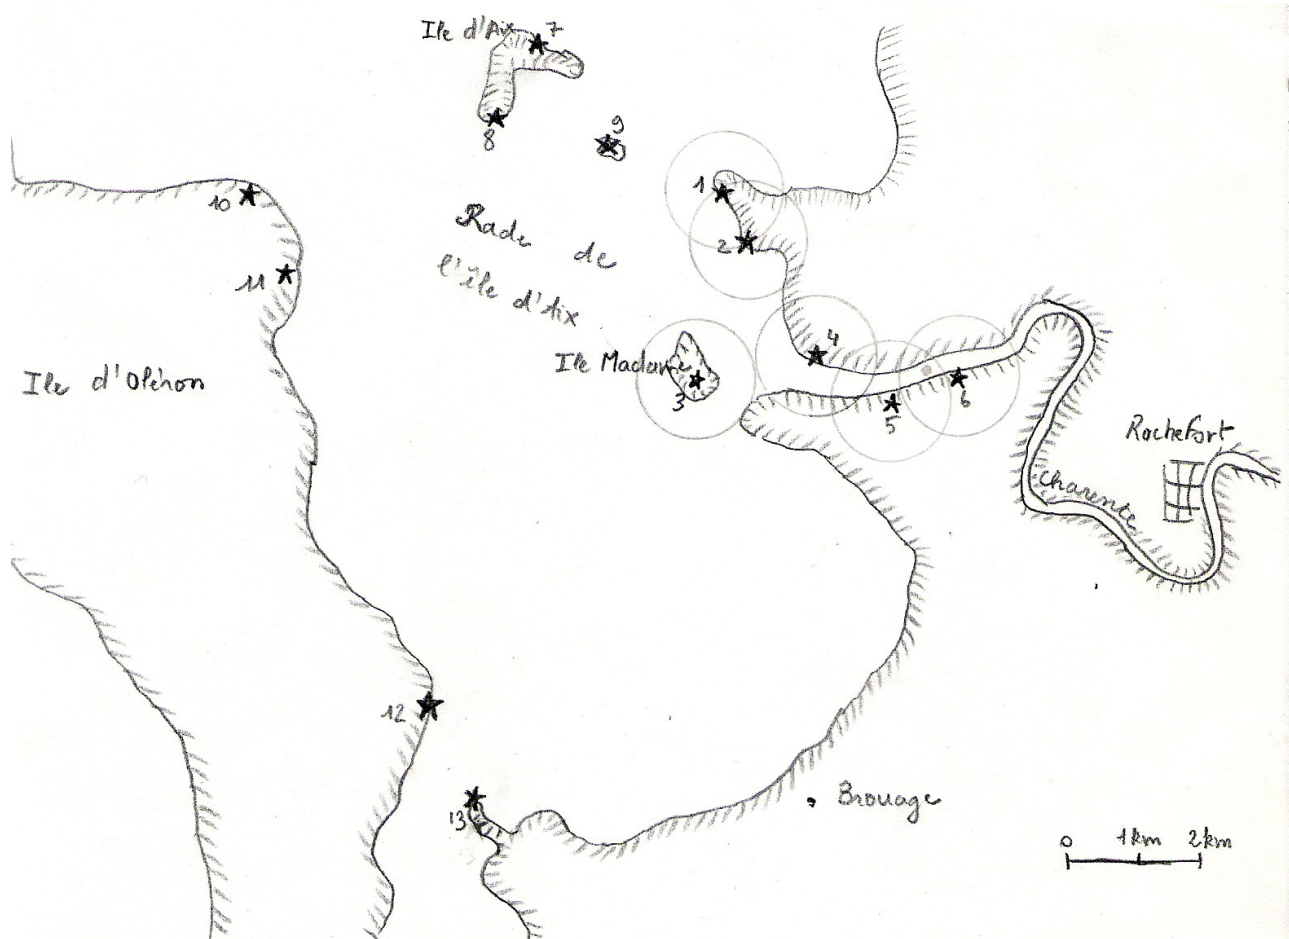 Ile d'Aix
7
8
9
1
10
2
Rade de
l'île d'Aix
11
4
Ile Madame
3
Ile d'Oléron
6
5
Rochefort
Charente
12
13
Brouage
0 1km 2km